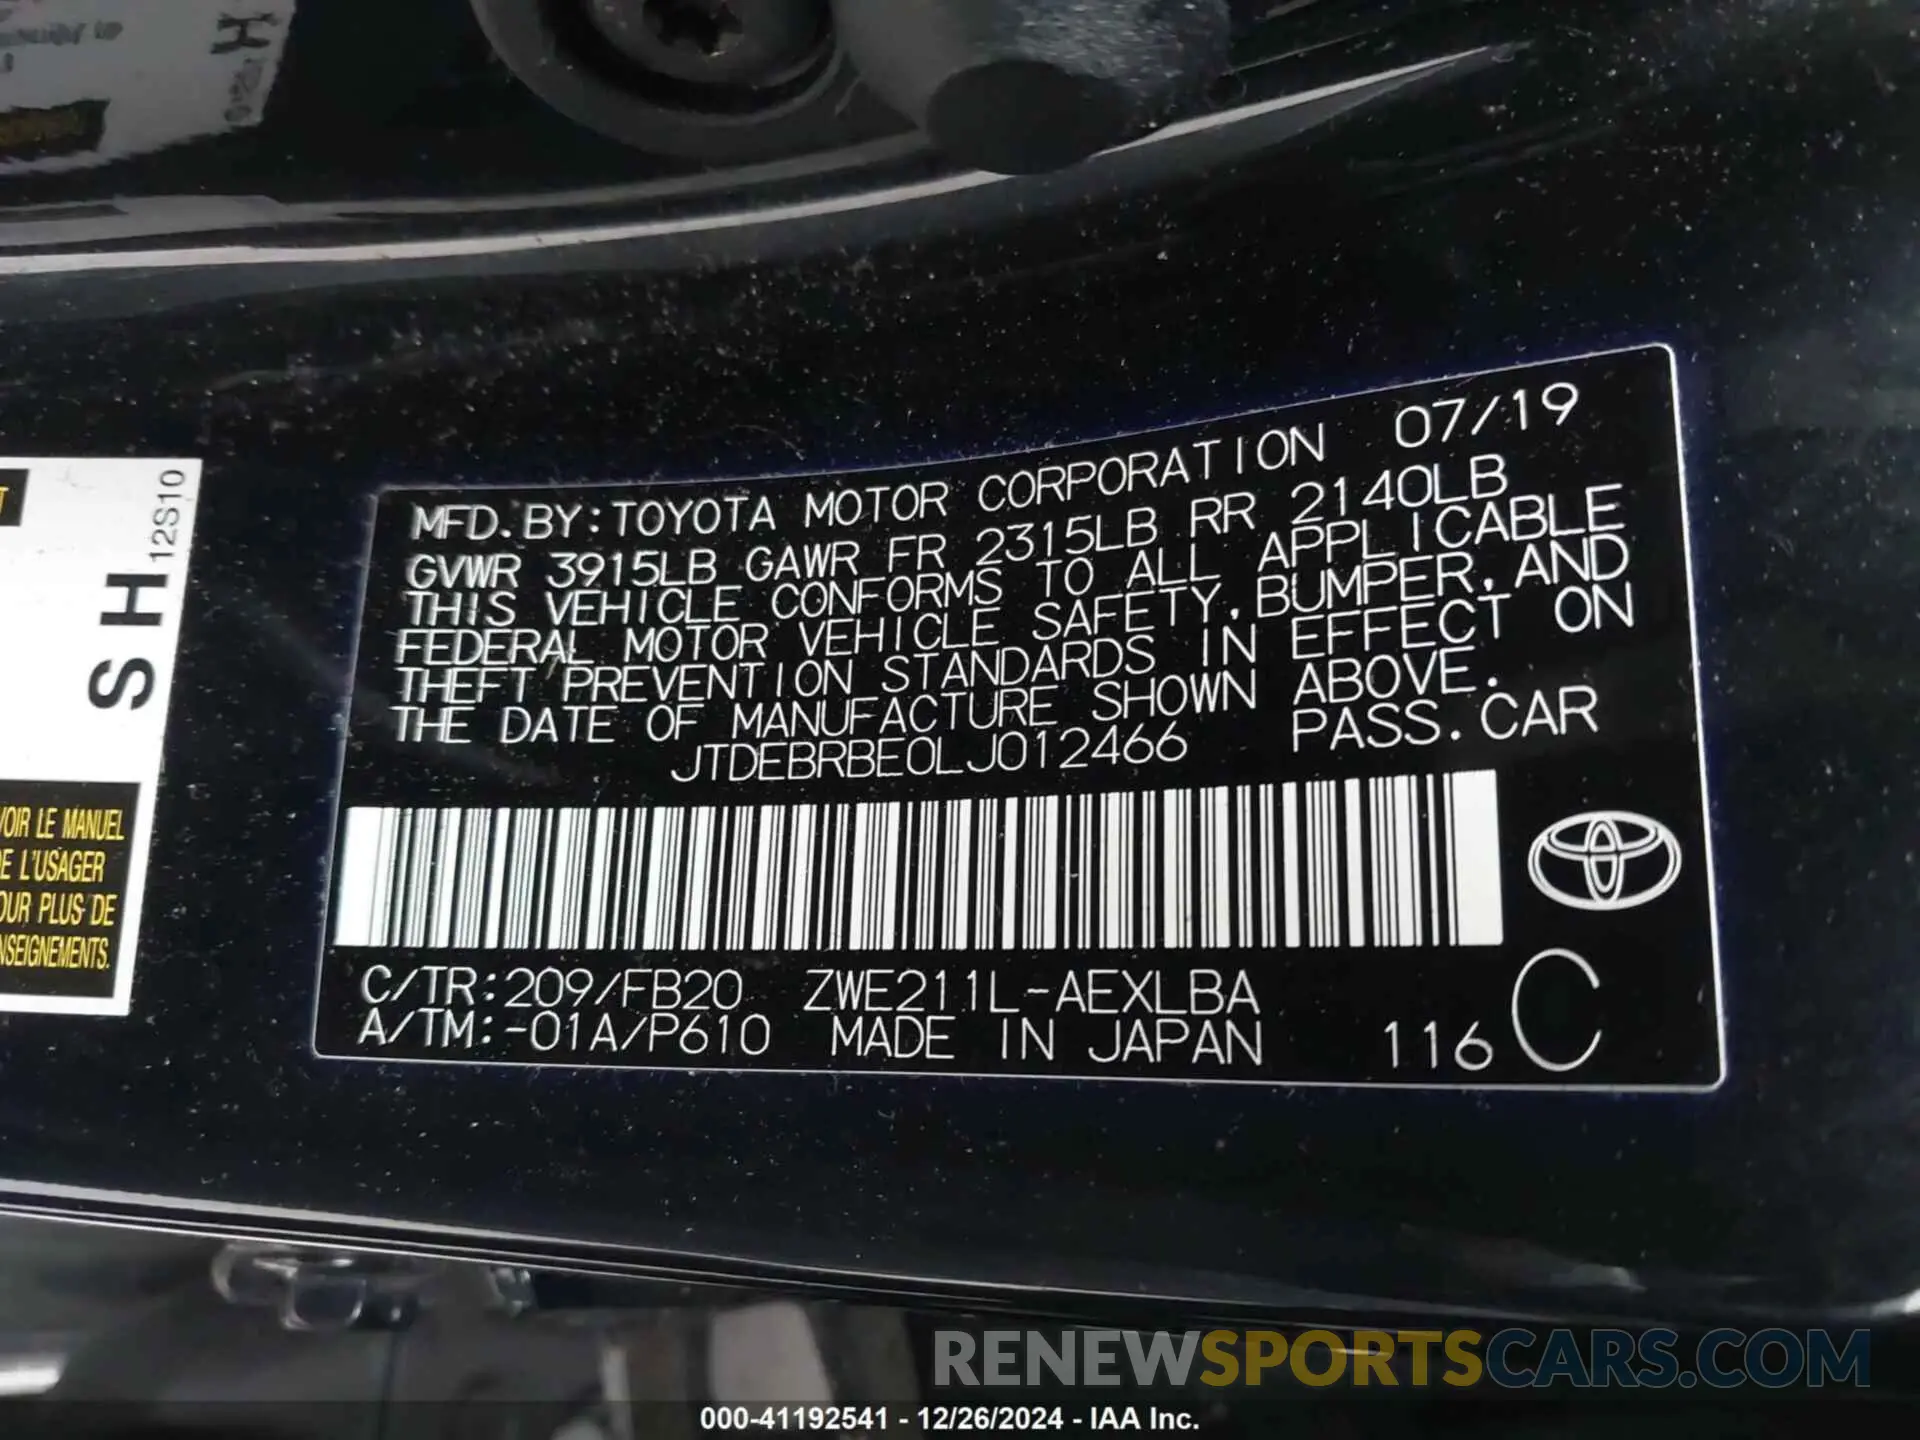 H
T
12S10
S H
VOIR LE MANUEL
DE L'USAGER
POUR PLUS DE
NSEIGNEMENTS.
MFD. BY: TOYOTA MOTOR CORPORATION 07/19
GVWR 3915LB GAWR FR 2315LB RR 2140LB
THIS VEHICLE CONFORMS TO ALL APPLICABLE
FEDERAL MOTOR VEHICLE SAFETY, BUMPER, AND
THEFT PREVENTION STANDARDS IN EFFECT ON
THE DATE OF MANUFACTURE SHOWN ABOVE.
JTDEBRBE0LJ012466 PASS. CAR
C/TR:209/FB20 ZWE211L-AEXLBA
A/TM:-01A/P610 MADE IN JAPAN 116 C
RENEWSPORTSCARS.COM
000-41192541 - 12/26/2024 - IAA Inc.